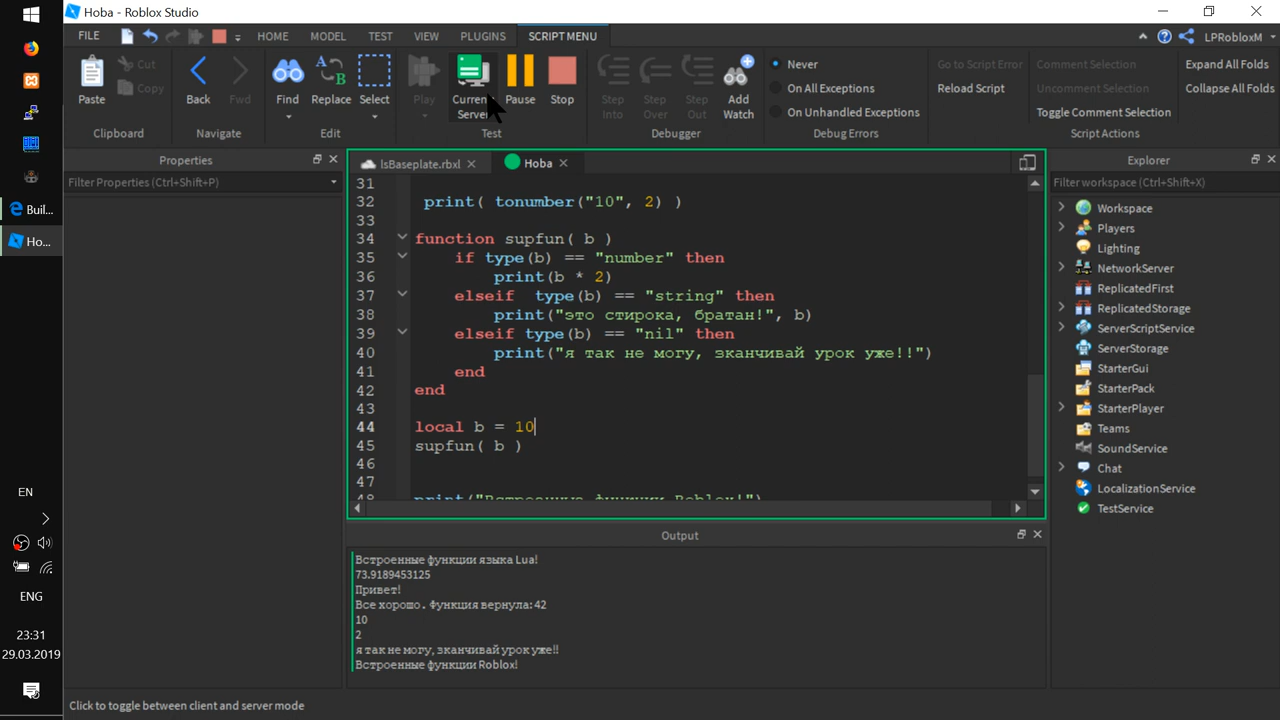 Hoba - Roblox Studio
FILE HOME MODEL TEST VIEW PLUGINS SCRIPT MENU LPRobloxM
Paste Cut Copy
Clipboard
Back Fwd
Navigate
Find Replace Select
Edit
Play Current Server Pause Stop
Test
Step Into Step Over Step Out Add Watch
Debugger
Never
On All Exceptions
On Unhandled Exceptions
Debug Errors
Go to Script Error
Reload Script
Comment Selection
Uncomment Selection
Toggle Comment Selection
Expand All Folds
Collapse All Folds
Script Actions
Properties
Filter Properties (Ctrl+Shift+P)
lsBaseplate.rbxl Hoba
31
32 print( tonumber("10", 2) )
33
34 function supfun( b )
35 if type(b) == "number" then
36 print(b * 2)
37 elseif type(b) == "string" then
38 print("это стирока, братан!", b)
39 elseif type(b) == "nil" then
40 print("я так не могу, зканчивай урок уже!!")
41 end
42 end
43
44 local b = 10
45 supfun( b )
46
47
48 print("Встроенные функции Roblox!")
Output
Встроенные функции языка Lua!
73.9189453125
Привет!
Все хорошо. Функция вернула: 42
10
2
я так не могу, зканчивай урок уже!!
Встроенные функции Roblox!
Explorer
Filter workspace (Ctrl+Shift+X)
Workspace
Players
Lighting
NetworkServer
ReplicatedFirst
ReplicatedStorage
ServerScriptService
ServerStorage
StarterGui
StarterPack
StarterPlayer
Teams
SoundService
Chat
LocalizationService
TestService
Buil...
Ho...
EN
ENG
23:31
29.03.2019
Click to toggle between client and server mode